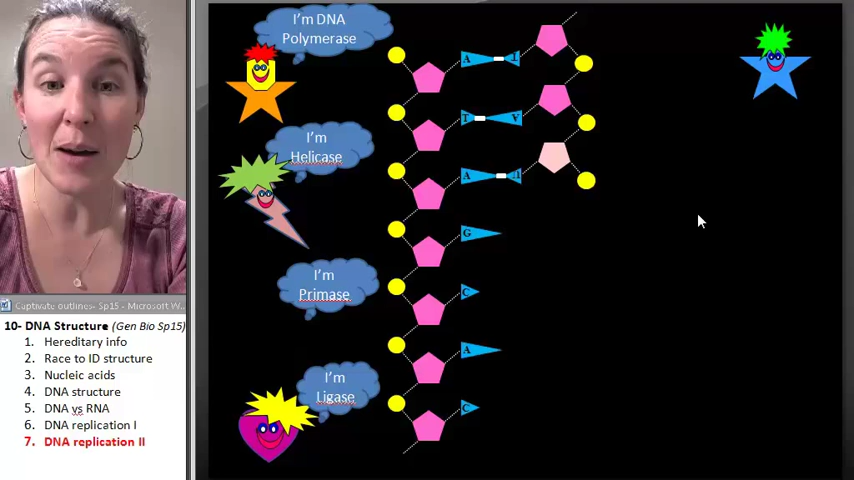 I'm DNA
Polymerase
I'm
Helicase
I'm
Primase
I'm
Ligase
A
T
T
A
A
G
C
A
C
Captivate outlines- Sp15 - Microsoft W.
10- DNA Structure (Gen Bio Sp15)
1. Hereditary info
2. Race to ID structure
3. Nucleic acids
4. DNA structure
5. DNA vs RNA
6. DNA replication I
7. DNA replication II